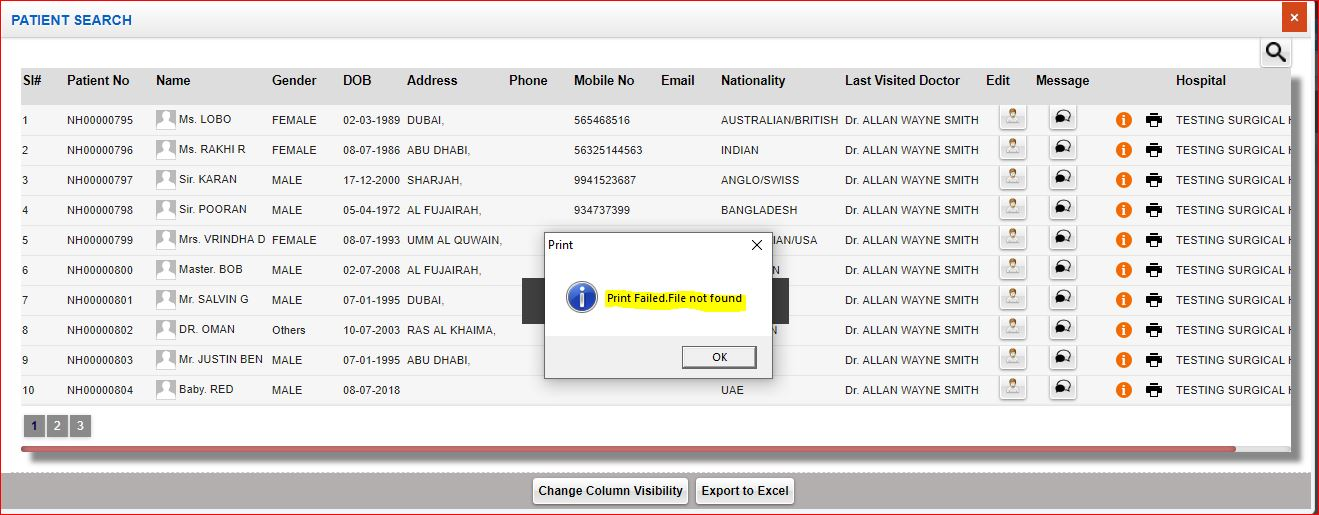 PATIENT SEARCH
×
Sl# Patient No Name Gender DOB Address Phone Mobile No Email Nationality Last Visited Doctor Edit Message Hospital
1 NH00000795 Ms. LOBO FEMALE 02-03-1989 DUBAI, 565468516 AUSTRALIAN/BRITISH Dr. ALLAN WAYNE SMITH i TESTING SURGICAL
2 NH00000796 Ms. RAKHI R FEMALE 08-07-1986 ABU DHABI, 56325144563 INDIAN Dr. ALLAN WAYNE SMITH i TESTING SURGICAL
3 NH00000797 Sir. KARAN MALE 17-12-2000 SHARJAH, 9941523687 ANGLO/SWISS Dr. ALLAN WAYNE SMITH i TESTING SURGICAL
4 NH00000798 Sir. POORAN MALE 05-04-1972 AL FUJAIRAH, 934737399 BANGLADESH Dr. ALLAN WAYNE SMITH i TESTING SURGICAL
5 NH00000799 Mrs. VRINDHA D FEMALE 08-07-1993 UMM AL QUWAIN, IAN/USA Dr. ALLAN WAYNE SMITH i TESTING SURGICAL
6 NH00000800 Master. BOB MALE 02-07-2008 AL FUJAIRAH, N Dr. ALLAN WAYNE SMITH i TESTING SURGICAL
7 NH00000801 Mr. SALVIN G MALE 07-01-1995 DUBAI, Dr. ALLAN WAYNE SMITH i TESTING SURGICAL
8 NH00000802 DR. OMAN Others 10-07-2003 RAS AL KHAIMA, N Dr. ALLAN WAYNE SMITH i TESTING SURGICAL
9 NH00000803 Mr. JUSTIN BEN MALE 07-01-1995 ABU DHABI, Dr. ALLAN WAYNE SMITH i TESTING SURGICAL
10 NH00000804 Baby. RED MALE 08-07-2018 UAE Dr. ALLAN WAYNE SMITH i TESTING SURGICAL
Print
Print Failed.File not found
OK
1 2 3
Change Column Visibility Export to Excel